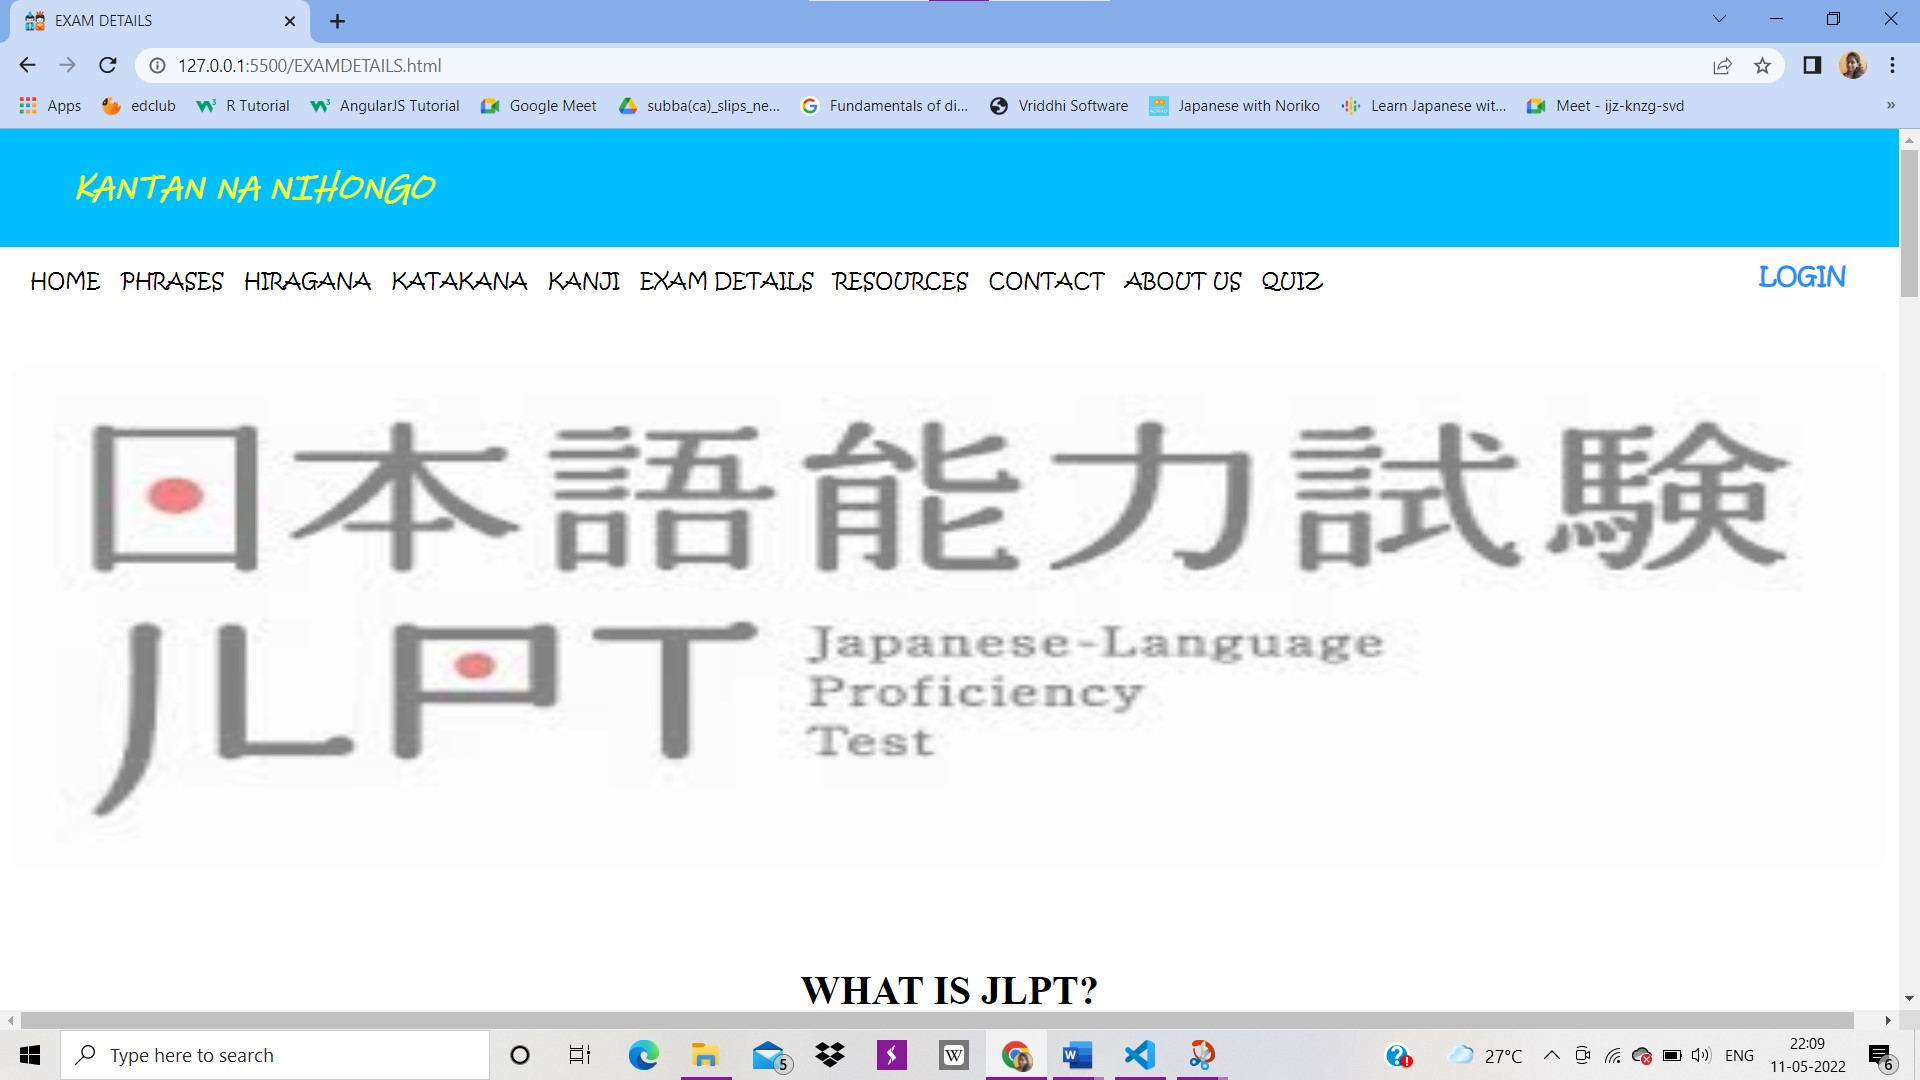 EXAM DETAILS
127.0.0.1:5500/EXAMDETAILS.html
Apps edclub R Tutorial AngularJS Tutorial Google Meet subba(ca)_slips_ne... Fundamentals of di... Vriddhi Software Japanese with Noriko Learn Japanese wit... Meet - ijz-knzg-svd »
KANTAN NA NIHONGO
HOME PHRASES HIRAGANA KATAKANA KANJI EXAM DETAILS RESOURCES CONTACT ABOUT US QUIZ LOGIN
日本語能力試験
JLPT
Japanese-Language
Proficiency
Test
WHAT IS JLPT?
Type here to search 5 W W 27°C ENG 22:09
11-05-2022 6